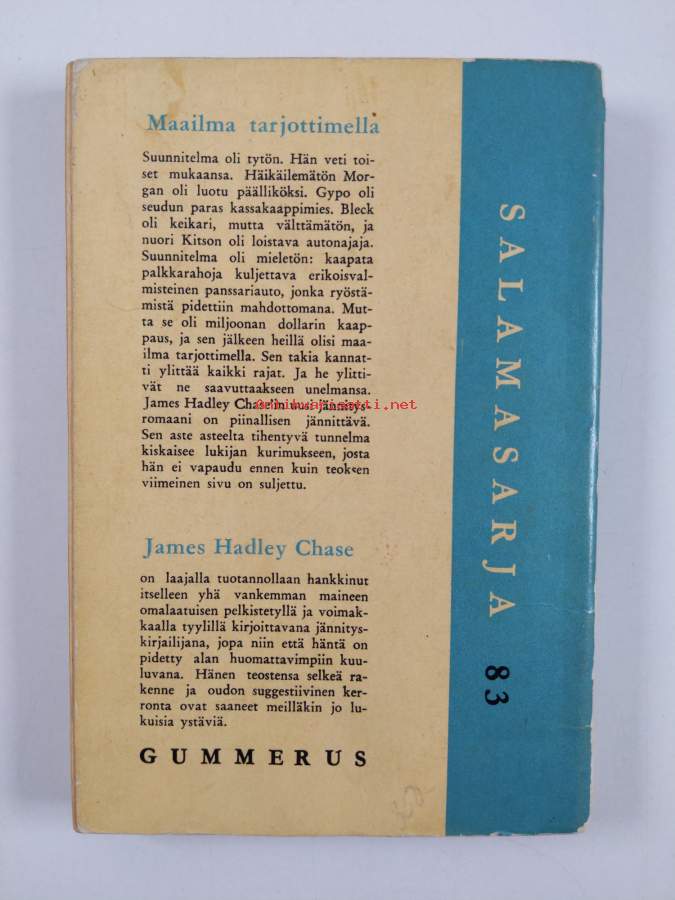 Maailma tarjottimella
Suunnitelma oli tytön. Hän veti toi-
set mukaansa. Häikäilemätön Mor-
gan oli luotu päälliköksi. Gypo oli
seudun paras kassakaappimies. Bleck
oli keikari, mutta välttämätön, ja
nuori Kitson oli loistava autonajaja.
Suunnitelma oli mieletön: kaapata
palkkarahoja kuljettava erikoisval-
misteinen panssariauto, jonka ryöstä-
mistä pidettiin mahdottomana. Mut-
ta se oli miljoonan dollarin kaap-
paus, ja sen jälkeen heillä olisi maa-
ilma tarjottimella. Sen takia kannat-
ti ylittää kaikki rajat. Ja he ylitti-
vät ne saavuttaakseen unelmansa.
James Hadley Chasen uusi jännitys-
romaani on piinallisen jännittävä.
Sen aste asteelta tihentyvä tunnelma
kiskaisee lukijan kurimukseen, josta
hän ei vapaudu ennen kuin teoksen
viimeinen sivu on suljettu.
James Hadley Chase
on laajalla tuotannollaan hankkinut
itselleen yhä vankemman maineen
omalaatuisen pelkistetyllä ja voimak-
kaalla tyylillä kirjoittavana jännitys-
kirjailijana, jopa niin että häntä on
pidetty alan huomattavimpiin kuu-
luvana. Hänen teostensa selkeä ra-
kenne ja oudon suggestiivinen ker-
ronta ovat saaneet meilläkin jo lu-
kuisia ystäviä.
GUMMERUS
SALAMASARJA 83